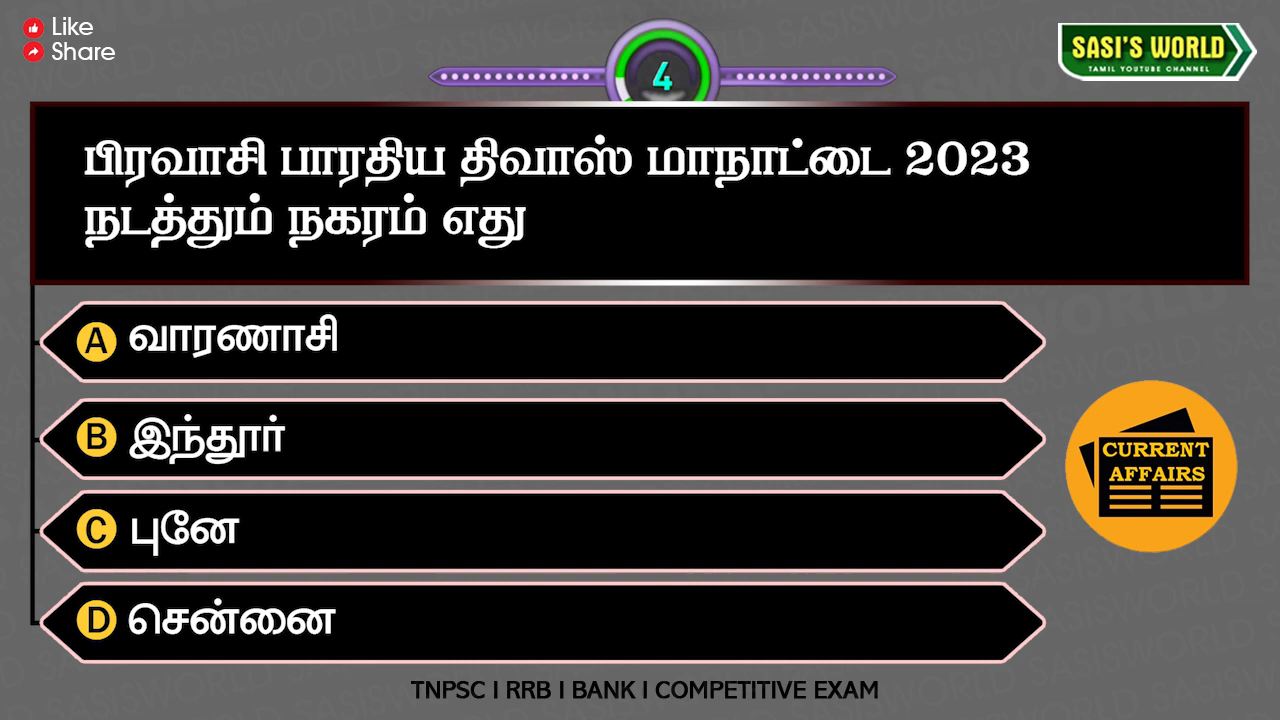 Like
Share
4
SASI'S WORLD
TAMIL YOUTUBE CHANNEL
பிரவாசி பாரதிய திவாஸ் மாநாட்டை 2023
நடத்தும் நகரம் எது
A வாரணாசி
B இந்தூர்
C புனே
D சென்னை
CURRENT
AFFAIRS
TNPSC I RRB I BANK I COMPETITIVE EXAM